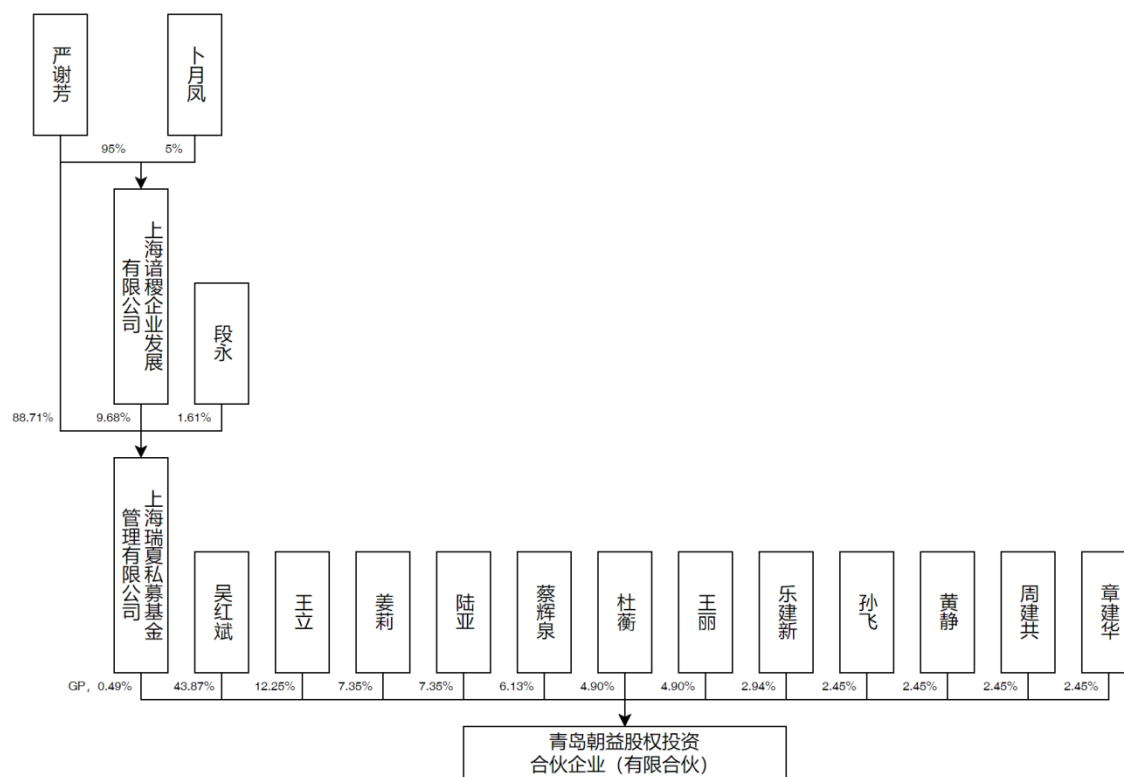 严谢芳
卜月凤
95%
5%
上海谙稷企业发展
有限公司
段永
88.71%
9.68%
1.61%
上海瑞夏私募基金
管理有限公司
吴红斌
王立
姜莉
陆亚
蔡辉泉
杜蘅
王丽
乐建新
孙飞
黄静
周建共
章建华
GP，0.49%
43.87%
12.25%
7.35%
7.35%
6.13%
4.90%
4.90%
2.94%
2.45%
2.45%
2.45%
2.45%
青岛朝益股权投资
合伙企业（有限合伙）